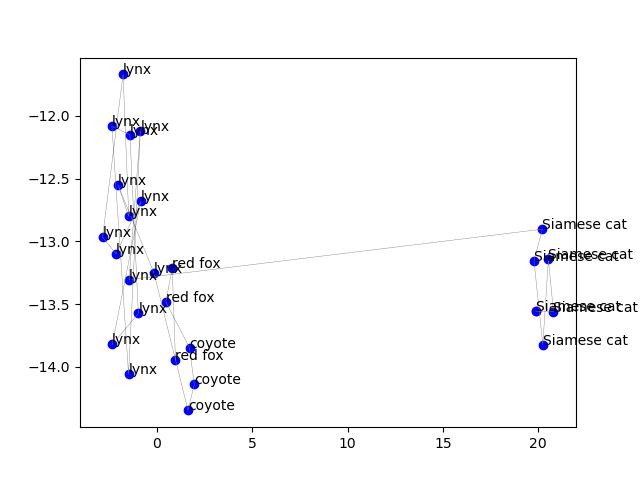 lynx
−12.0
lynx
lynx
lynx
−12.5
lynx
lynx
lynx
Siamese cat
lynx
−13.0
lynx
Siamese cat
Siamese cat
red fox
lynx
lynx
red fox
−13.5
lynx
Siamese cat
Siamese cat
lynx
coyote
Siamese cat
red fox
−14.0
lynx
coyote
coyote
0
5
10
15
20